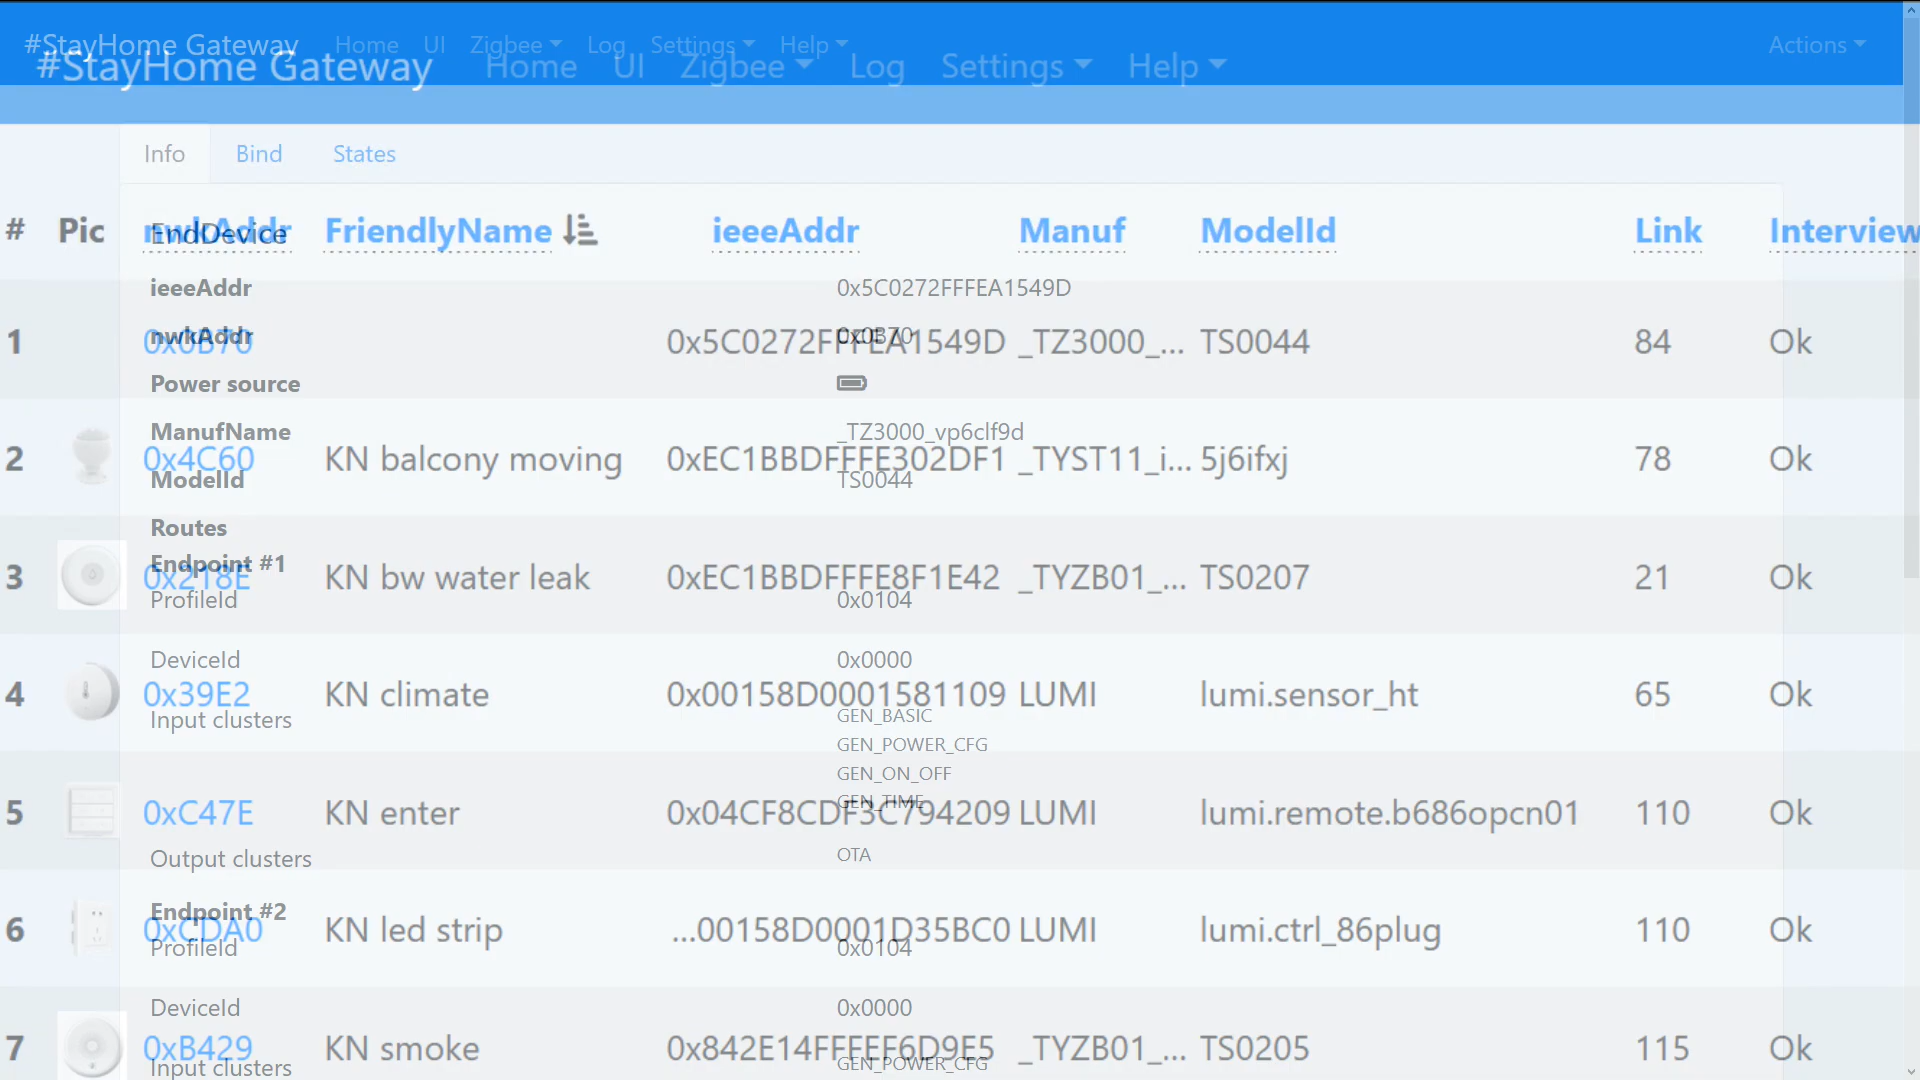 #StayHome Gateway Home UI Zigbee Log Settings Help Actions
#StayHome Gateway Home UI Zigbee Log Settings Help
Info Bind States
# Pic nwkAddr FriendlyName ieeeAddr Manuf ModelId Link Interview
EndDevice
ieeeAddr 0x5C0272FFFEA1549D
nwkAddr 0x0B70
1 0x0B70 0x5C0272FFFEA1549D _TZ3000_... TS0044 84 Ok
Power source
ManufName _TZ3000_vp6clf9d
2 0x4C60 KN balcony moving 0xEC1BBDFFFE302DF1 _TYST11_i... 5j6ifxj 78 Ok
ModelId TS0044
Routes
Endpoint #1
3 0x218E KN bw water leak 0xEC1BBDFFFE8F1E42 _TYZB01_... TS0207 21 Ok
ProfileId 0x0104
DeviceId 0x0000
4 0x39E2 KN climate 0x00158D0001581109 LUMI lumi.sensor_ht 65 Ok
Input clusters GEN_BASIC
GEN_POWER_CFG
GEN_ON_OFF
GEN_TIME
5 0xC47E KN enter 0x04CF8CDF3C794209 LUMI lumi.remote.b686opcn01 110 Ok
Output clusters OTA
Endpoint #2
6 0xCDA0 KN led strip ...00158D0001D35BC0 LUMI lumi.ctrl_86plug 110 Ok
ProfileId 0x0104
DeviceId 0x0000
7 0xB429 KN smoke 0x842E14FFFEF6D9E5 _TYZB01_... TS0205 115 Ok
Input clusters GEN_POWER_CFG